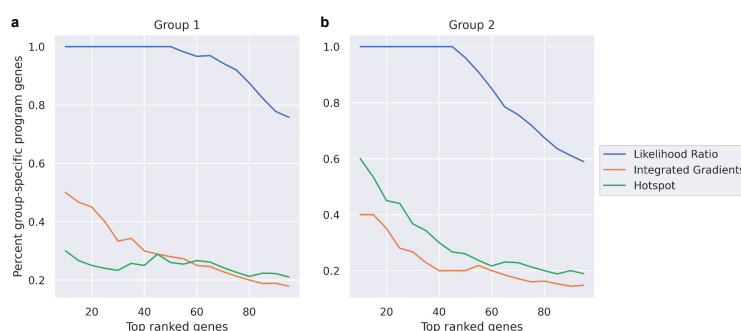 a
Group 1
b
Group 2
Percent group-specific program genes
1.0
0.8
0.6
0.4
0.2
20
40
60
80
Top ranked genes
1.0
0.8
0.6
0.4
0.2
20
40
60
80
Top ranked genes
Likelihood Ratio
Integrated Gradients
Hotspot